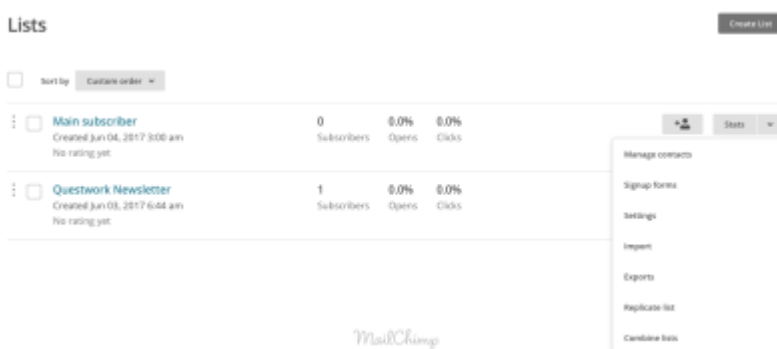 Lists
Create List
Sort by Custom order
Main subscriber 0 0.0% 0.0% Stats
Created Jun 04, 2017 3:00 am Subscribers Opens Clicks
No rating yet
Manage contacts
Signup forms
Questwork Newsletter 1 0.0% 0.0%
Created Jun 03, 2017 6:44 am Subscribers Opens Clicks
No rating yet
Settings
Import
Exports
Replicate list
Combine lists
MailChimp